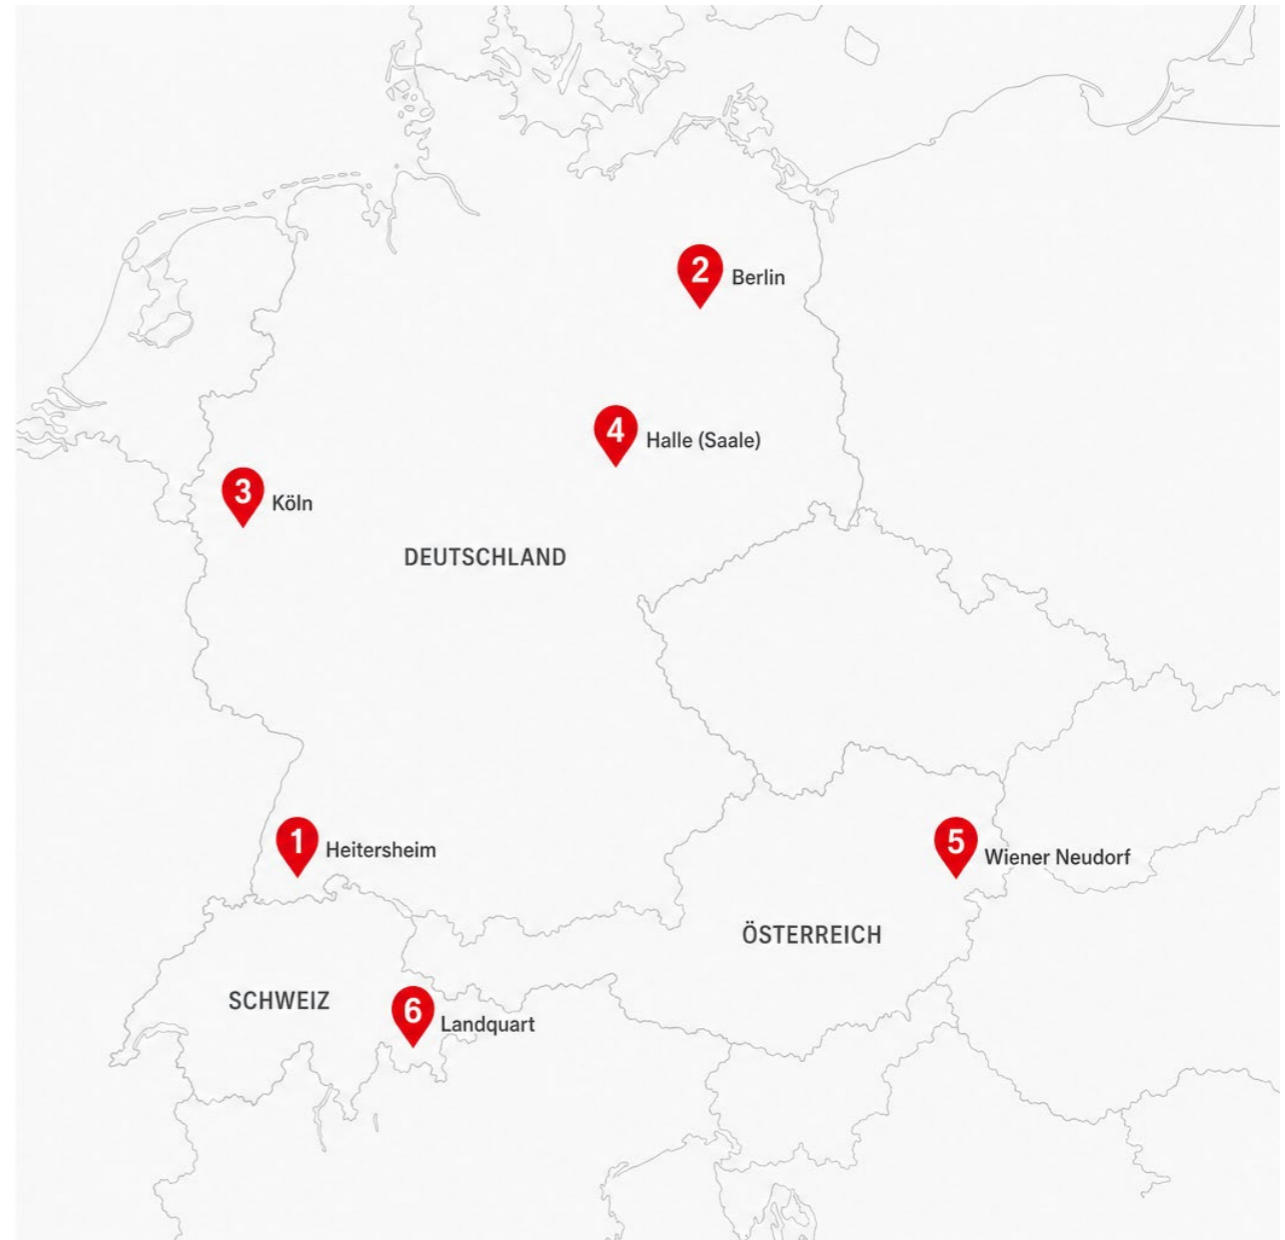 2 Berlin
4 Halle (Saale)
3 Köln
DEUTSCHLAND
1 Heitersheim
5 Wiener Neudorf
ÖSTERREICH
SCHWEIZ
6 Landquart